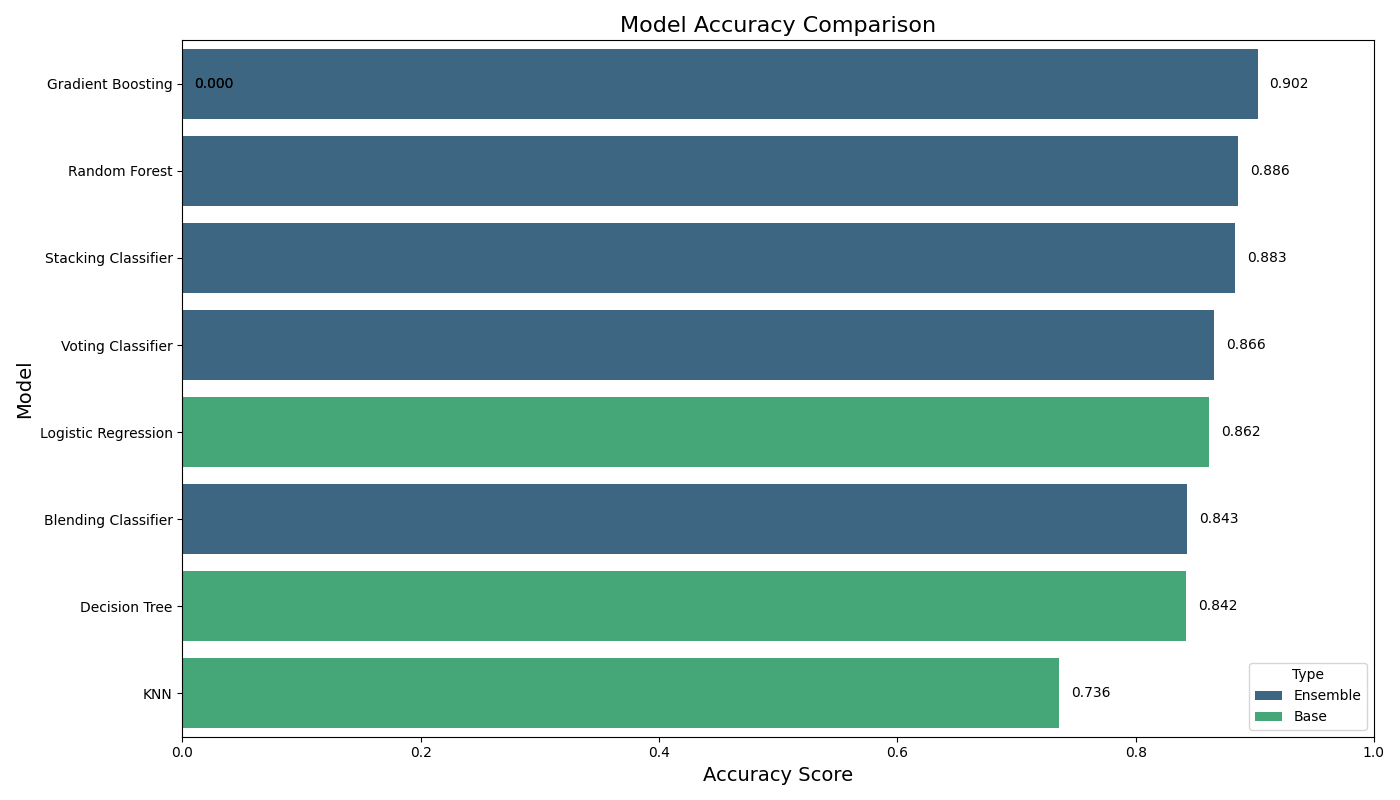 Model Accuracy Comparison
Gradient Boosting 0.000 0.902
Random Forest 0.886
Stacking Classifier 0.883
Voting Classifier 0.866
Model
Logistic Regression 0.862
Blending Classifier 0.843
Decision Tree 0.842
KNN 0.736
Type
Ensemble
Base
0.0 0.2 0.4 0.6 0.8 1.0
Accuracy Score